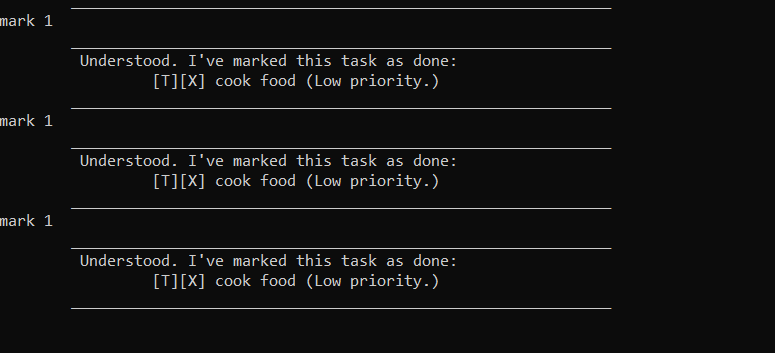 mark 1
Understood. I've marked this task as done:
[T][X] cook food (Low priority.)
mark 1
Understood. I've marked this task as done:
[T][X] cook food (Low priority.)
mark 1
Understood. I've marked this task as done:
[T][X] cook food (Low priority.)